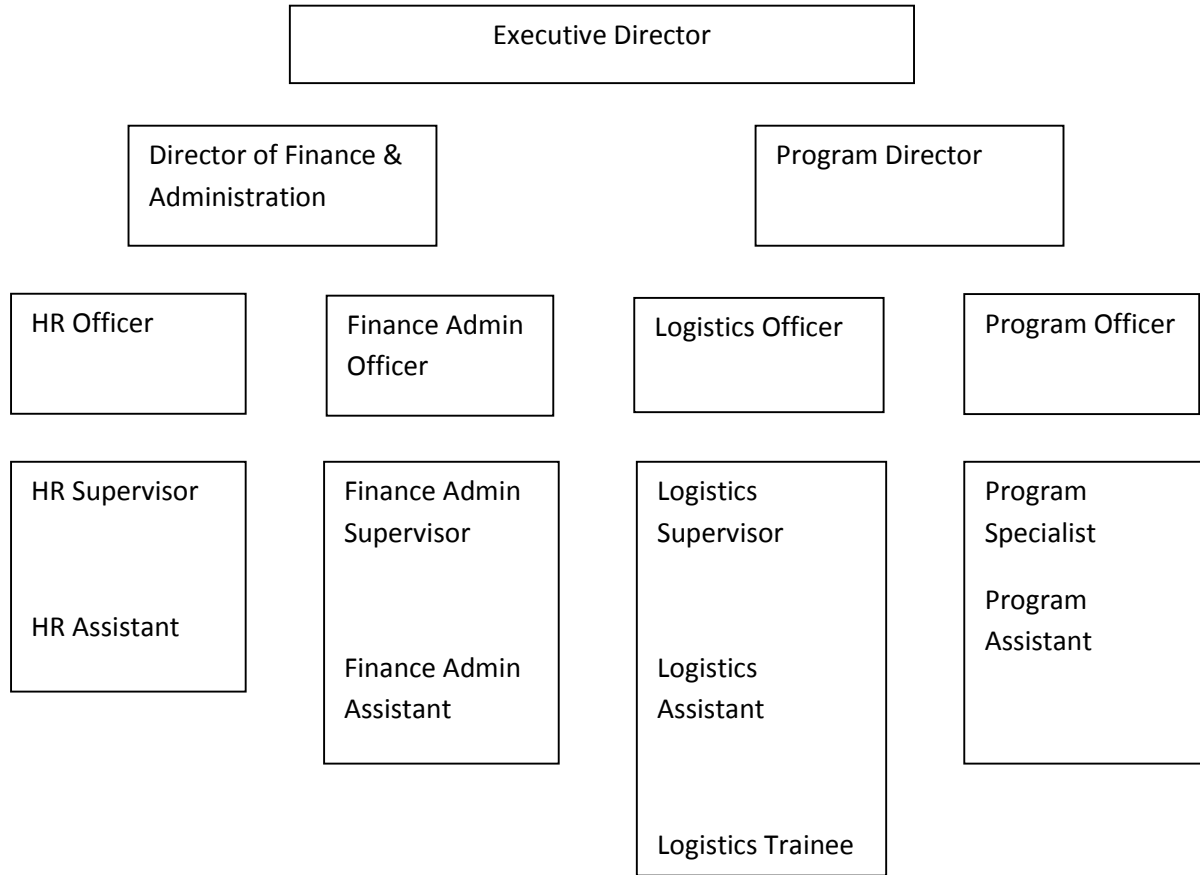 Executive Director
Director of Finance &
Administration
Program Director
HR Officer
Finance Admin
Officer
Logistics Officer
Program Officer
HR Supervisor
HR Assistant
Finance Admin
Supervisor
Finance Admin
Assistant
Logistics
Supervisor
Logistics
Assistant
Logistics Trainee
Program
Specialist
Program
Assistant